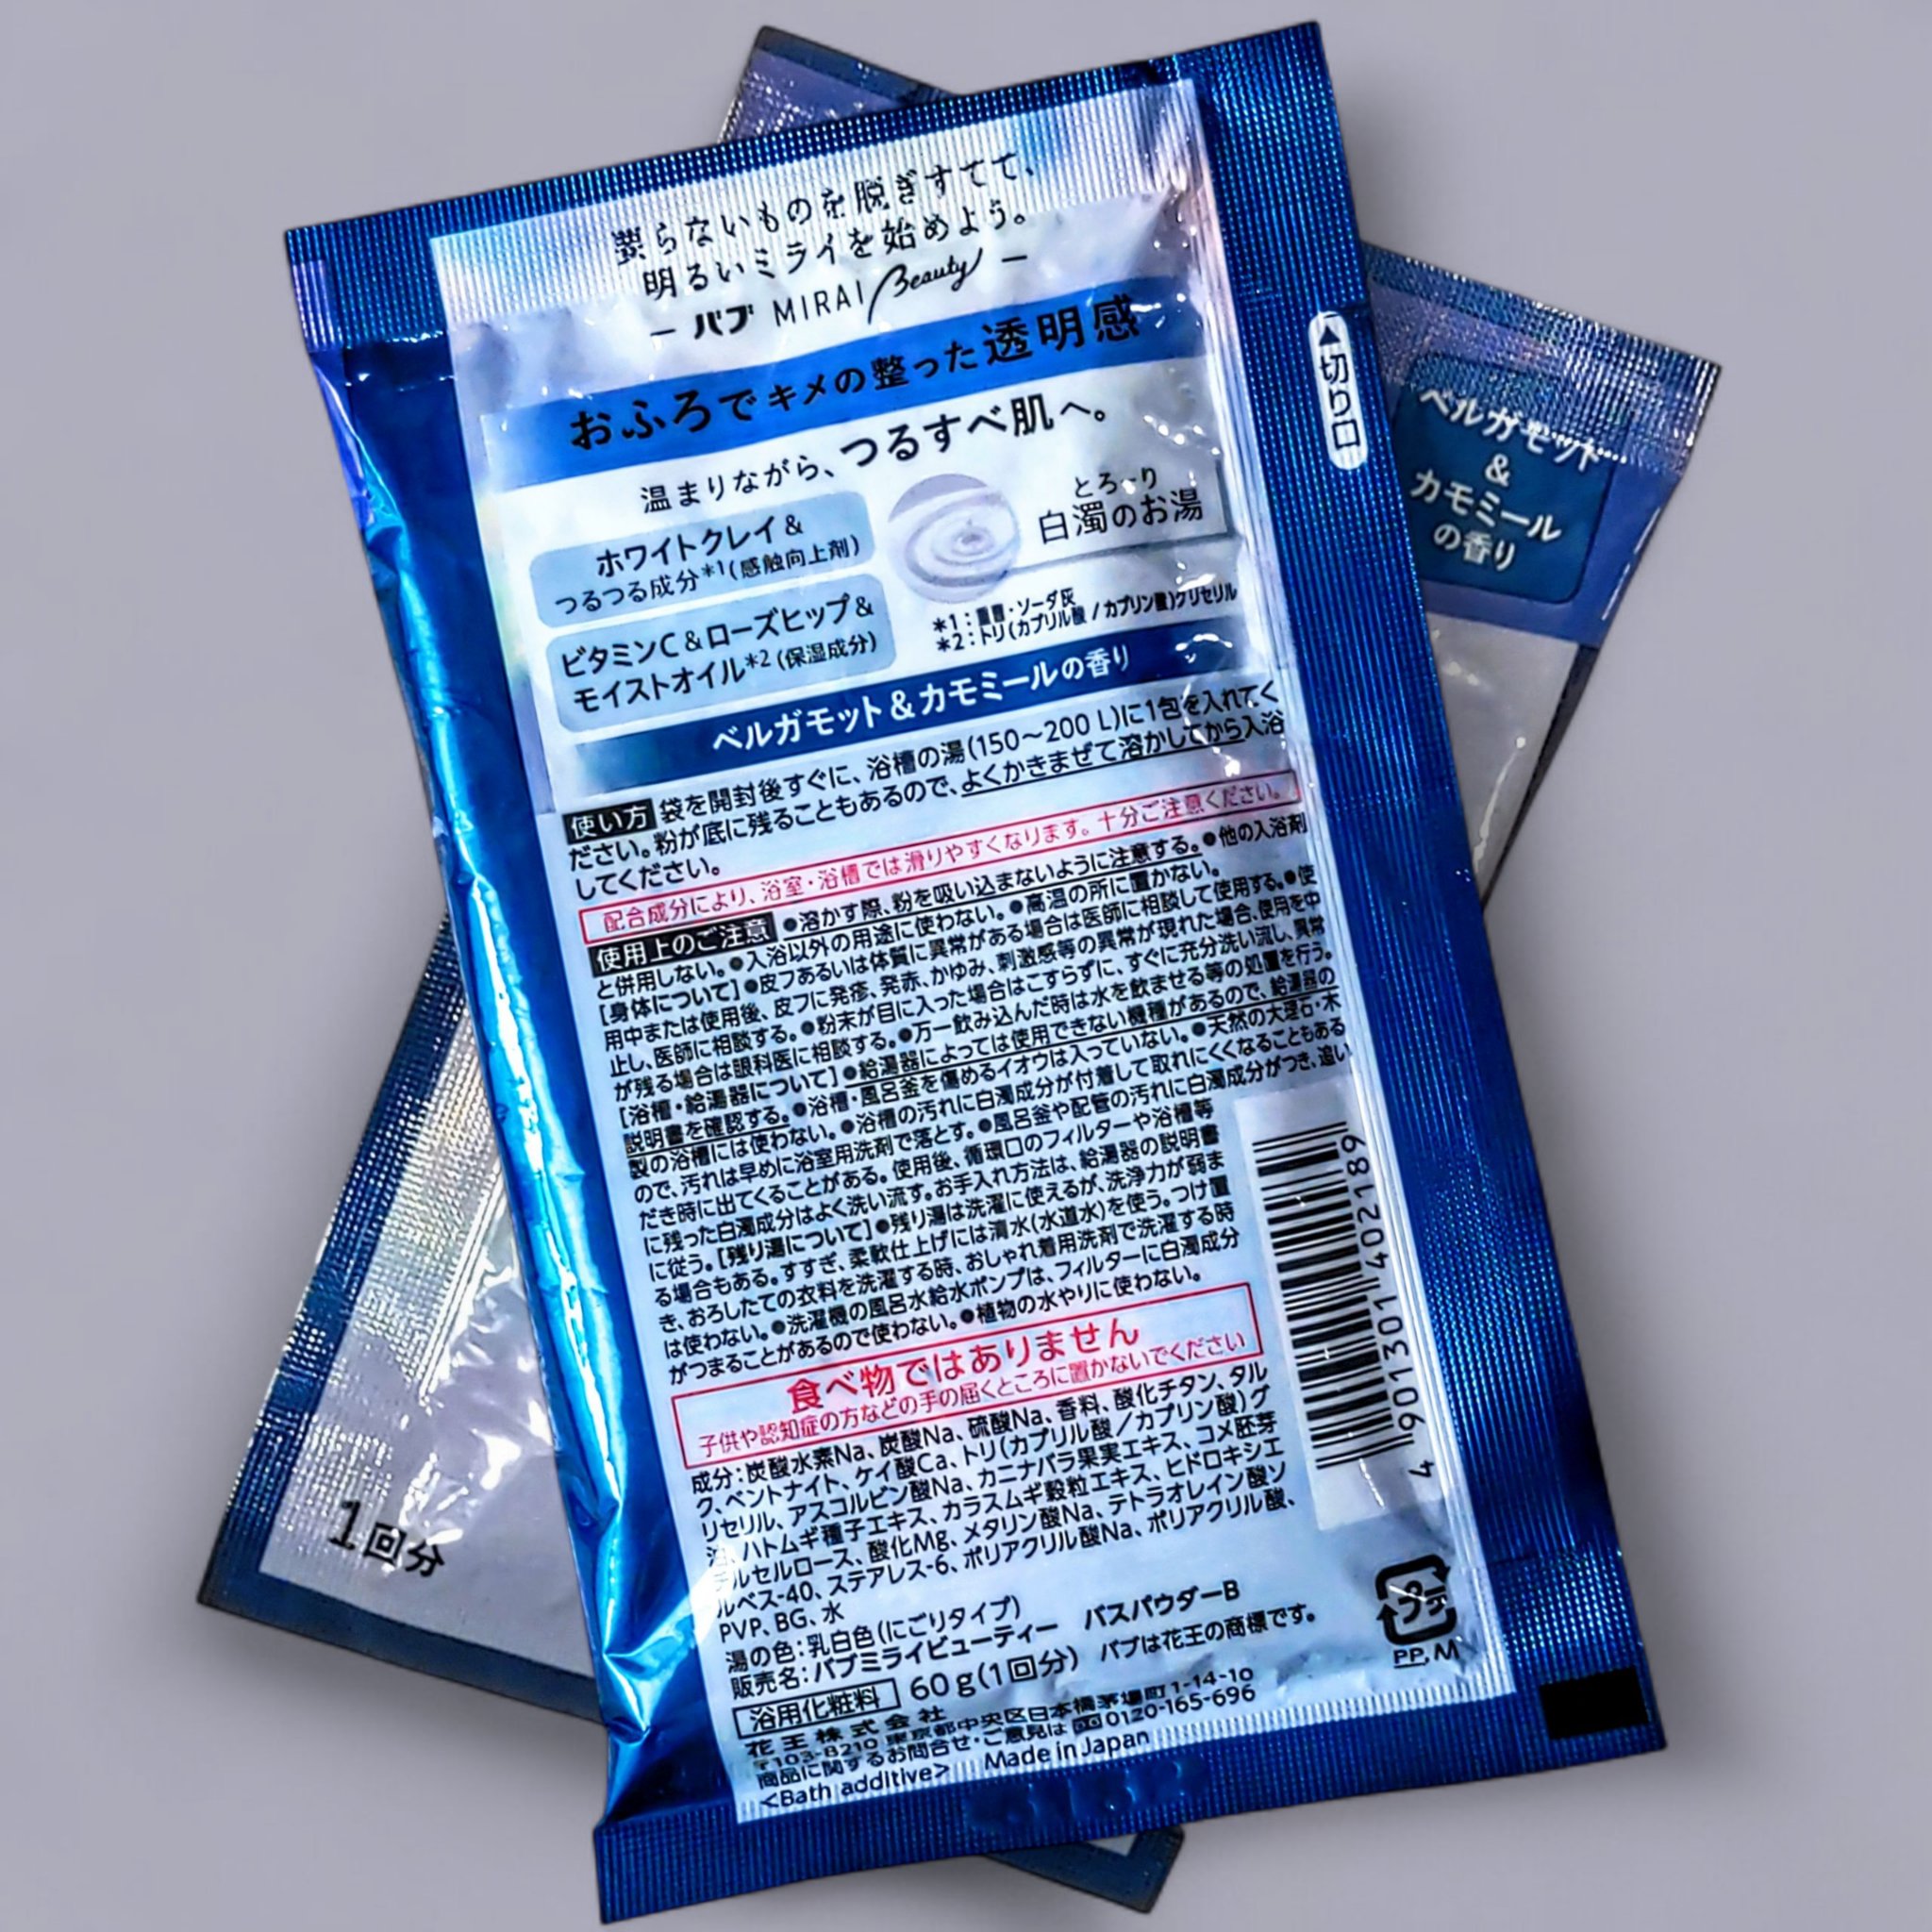 要らないものを脱ぎすてて、
明るいミライを始めよう。
— バブ MIRAI Beauty —
おふろでキメの整った透明感
温まりながら、つるすべ肌へ。
ホワイトクレイ&
つるつる成分*1(感触向上剤)
ビタミンC&ローズヒップ&
モイストオイル*2(保湿成分)
とろ〜り
白濁のお湯
*1:重曹・ソーダ灰
*2:トリ(カプリル酸/カプリン酸)グリセリル
ベルガモット&カモミールの香り
使い方 袋を開封後すぐに、浴槽の湯(150〜200 L)に1包を入れてく
ださい。粉が底に残ることもあるので、よくかきまぜて溶かしてから入浴
してください。
配合成分により、浴室・浴槽では滑りやすくなります。十分ご注意ください。
使用上のご注意 ●溶かす際、粉を吸い込まないように注意する。●他の入浴剤
と併用しない。●入浴以外の用途に使わない。●高温の所に置かない。
[身体について]●皮フあるいは体質に異常がある場合は医師に相談して使用する。●使
用中または使用後、皮フに発疹、発赤、かゆみ、刺激感等の異常が現れた場合、使用を中
止し、医師に相談する。●粉末が目に入った場合はこすらずに、すぐに充分洗い流し、異常
が残る場合は眼科医に相談する。●万一飲み込んだ時は水を飲ませる等の処置を行う。
[浴槽・給湯器について]●給湯器によっては使用できない機種があるので、給湯器の
説明書を確認する。●浴槽・風呂釜を傷めるイオウは入っていない。●天然の大理石・木
製の浴槽には使わない。●浴槽の汚れに白濁成分が付着して取れにくくなることもある
ので、汚れは早めに浴室用洗剤で落とす。●風呂釜や配管の汚れに白濁成分がつき、追い
だき時に出てくることがある。使用後、循環口のフィルターや浴槽等
に残った白濁成分はよく洗い流す。お手入れ方法は、給湯器の説明書
に従う。[残り湯について]●残り湯は洗濯に使えるが、洗浄力が弱ま
る場合もある。すすぎ、柔軟仕上げには清水(水道水)を使う。つけ置
き、おろしたての衣料を洗濯する時、おしゃれ着用洗剤で洗濯する時
は使わない。●洗濯機の風呂水給水ポンプは、フィルターに白濁成分
がつまることがあるので使わない。●植物の水やりに使わない。
食べ物ではありません
子供や認知症の方などの手の届くところに置かないでください
成分:炭酸水素Na、炭酸Na、硫酸Na、香料、酸化チタン、タル
ク、ベントナイト、ケイ酸Ca、トリ(カプリル酸/カプリン酸)グ
リセリル、アスコルビン酸Na、カニナバラ果実エキス、コメ胚芽
油、ハトムギ種子エキス、カラスムギ穀粒エキス、ヒドロキシエ
チルセルロース、酸化Mg、メタリン酸Na、テトラオレイン酸ソ
ルベス-40、ステアレス-6、ポリアクリル酸Na、ポリアクリル酸、
PVP、BG、水
湯の色:乳白色(にごりタイプ)
販売名:バブミライビューティー バスパウダーB
浴用化粧料 60g(1回分) バブは花王の商標です。
花王株式会社
〒103-8210 東京都中央区日本橋茅場町1-14-10
商品に関するお問合せ・ご意見は 0120-165-696
<Bath additive> Made in Japan
▲切り口
4 901301 402189
プラ
PP, M
ベルガモット
&
カモミール
の香り
1回分